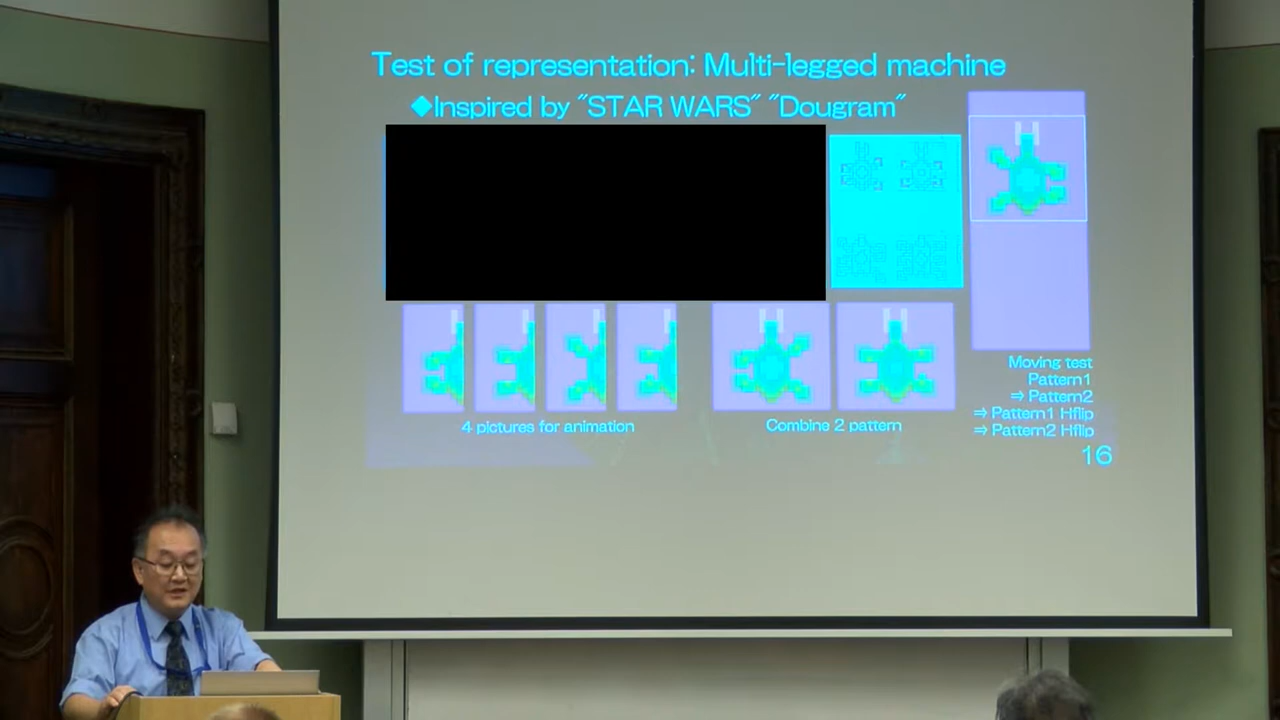 Test of representation: Multi-legged machine
◆Inspired by "STAR WARS" "Dougram"
4 pictures for animation
Combine 2 pattern
Moving test
Pattern1
⇒ Pattern2
⇒ Pattern1 Hflip
⇒ Pattern2 Hflip
16